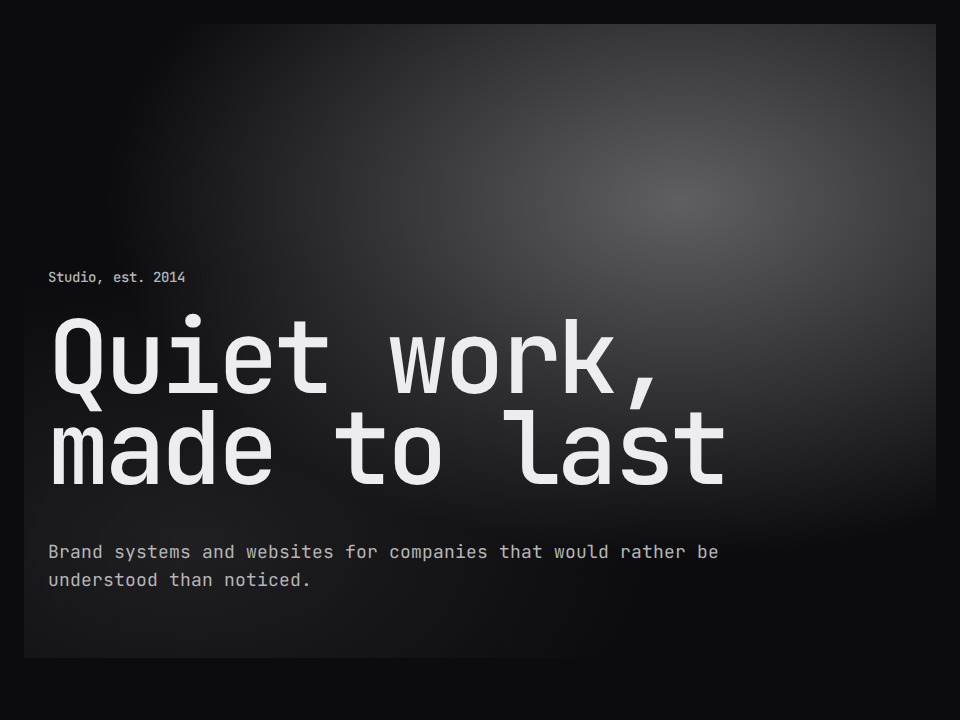 Studio, est. 2014
Quiet work,
made to last
Brand systems and websites for companies that would rather be
understood than noticed.